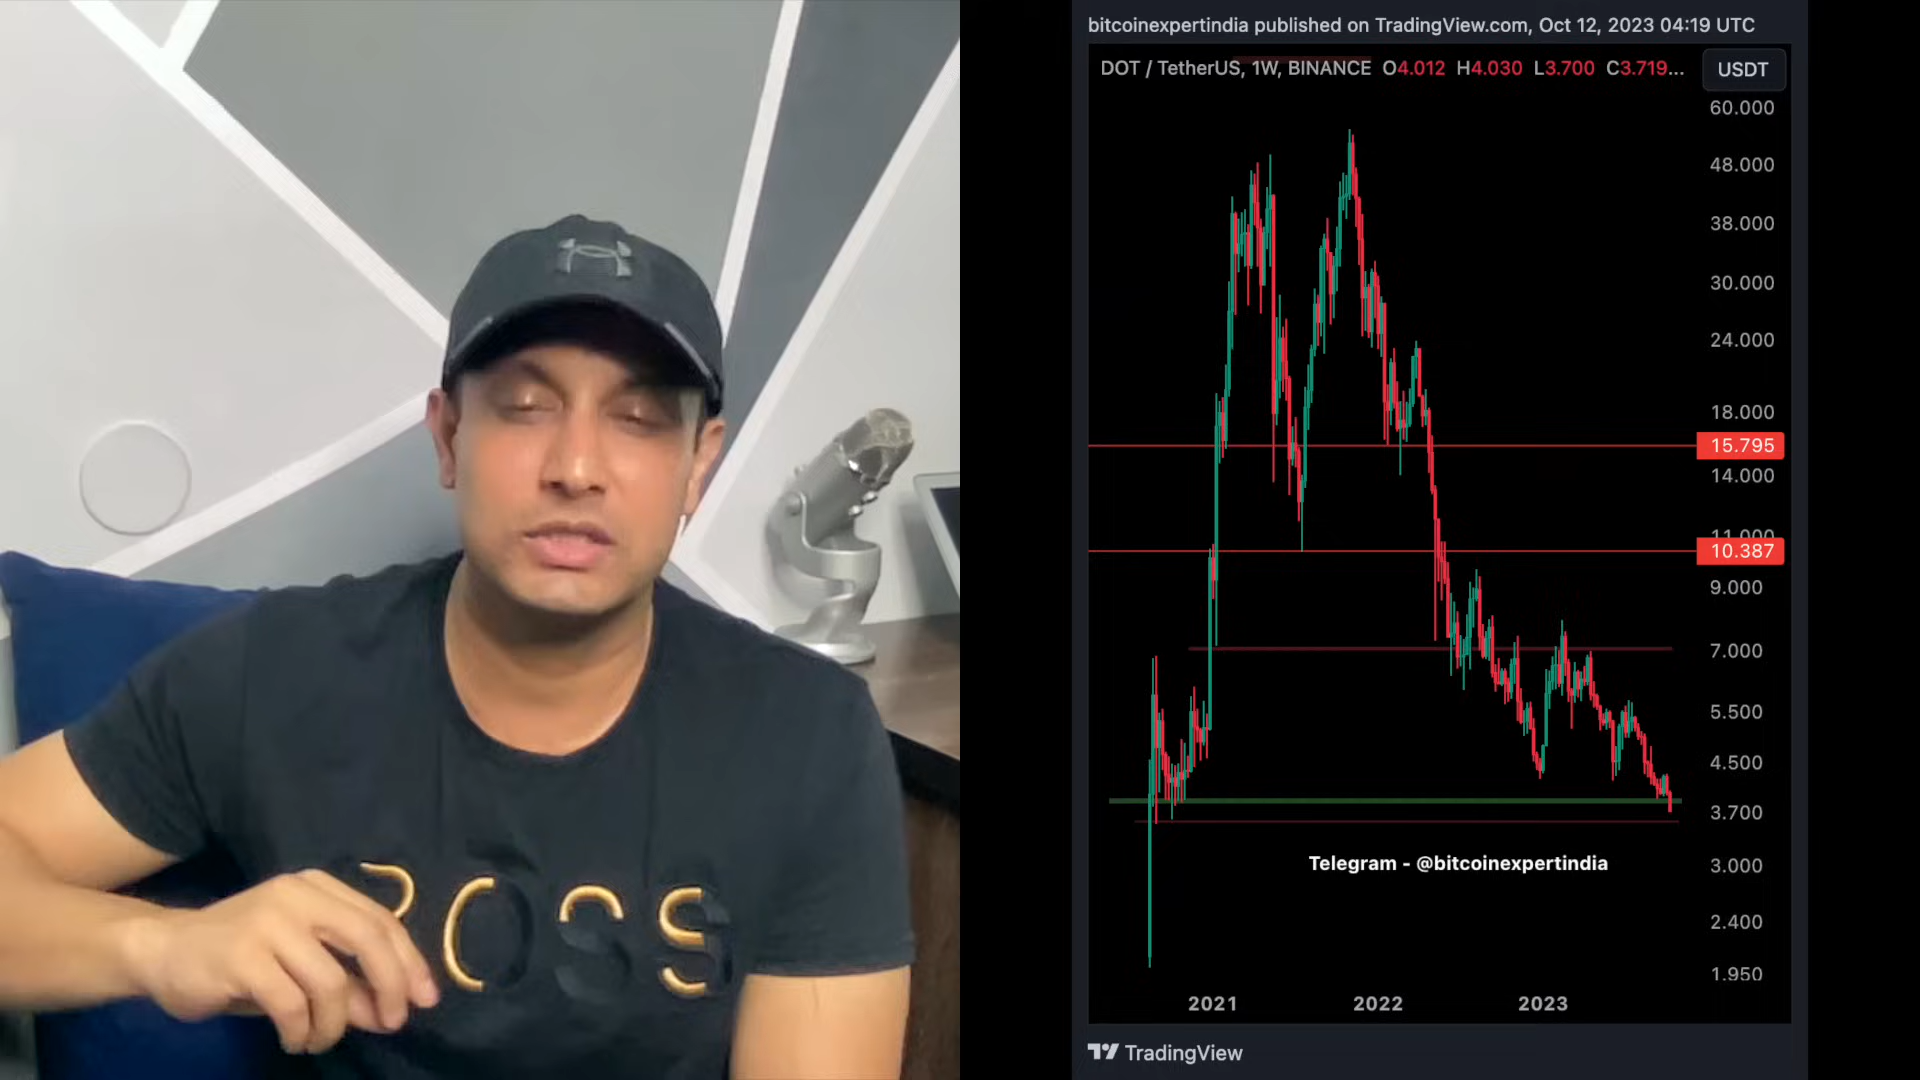 BOSS
bitcoinexpertindia published on TradingView.com, Oct 12, 2023 04:19 UTC
DOT / TetherUS, 1W, BINANCE O4.012 H4.030 L3.700 C3.719...
USDT
60.000
48.000
38.000
30.000
24.000
18.000
15.795
14.000
11.000
10.387
9.000
7.000
5.500
4.500
3.700
Telegram - @bitcoinexpertindia
3.000
2.400
1.950
2021 2022 2023
TradingView